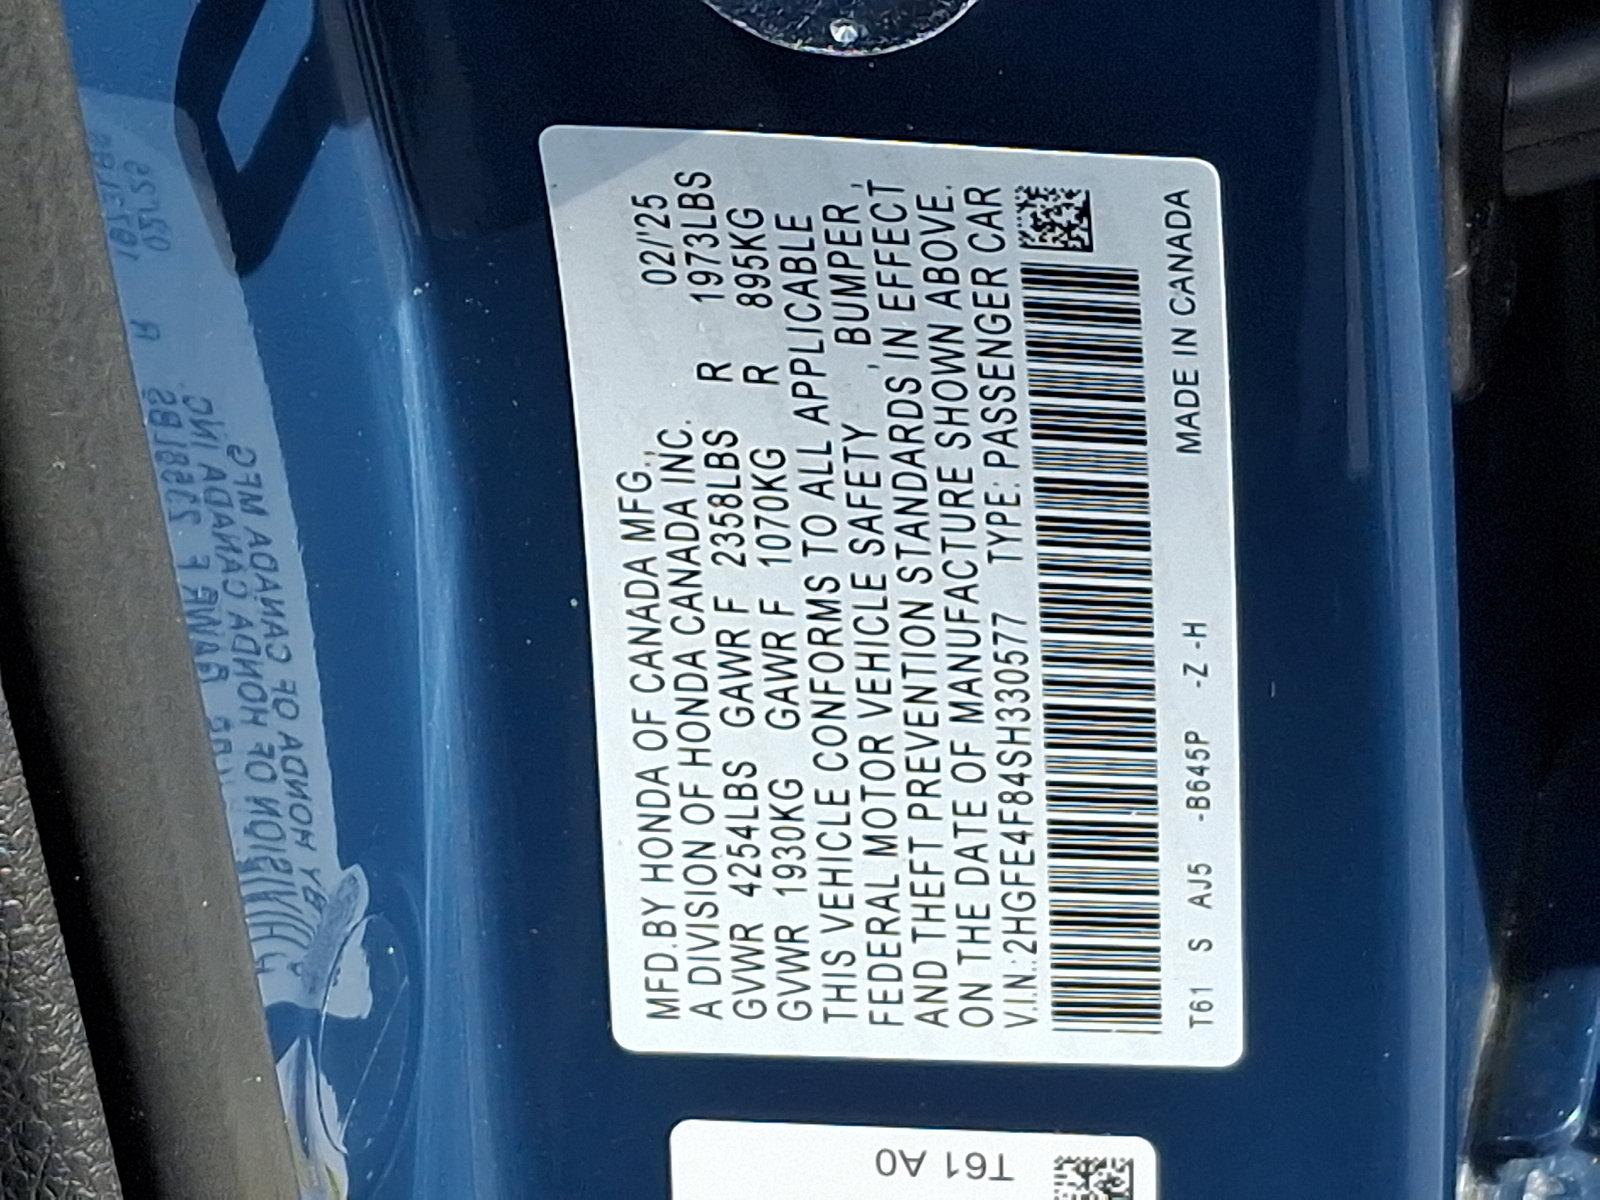 MFD.BY HONDA OF CANADA MFG., 02/'25
A DIVISION OF HONDA CANADA INC.
GVWR 4254LBS GAWR F 2358LBS R 1973LBS
GVWR 1930KG GAWR F 1070KG R 895KG
THIS VEHICLE CONFORMS TO ALL APPLICABLE
FEDERAL MOTOR VEHICLE SAFETY , BUMPER ,
AND THEFT PREVENTION STANDARDS IN EFFECT
ON THE DATE OF MANUFACTURE SHOWN ABOVE.
V.I.N.:2HGFE4F84SH330577 TYPE: PASSENGER CAR
T61 S AJ5 -B645P -Z -H MADE IN CANADA
T61 A0